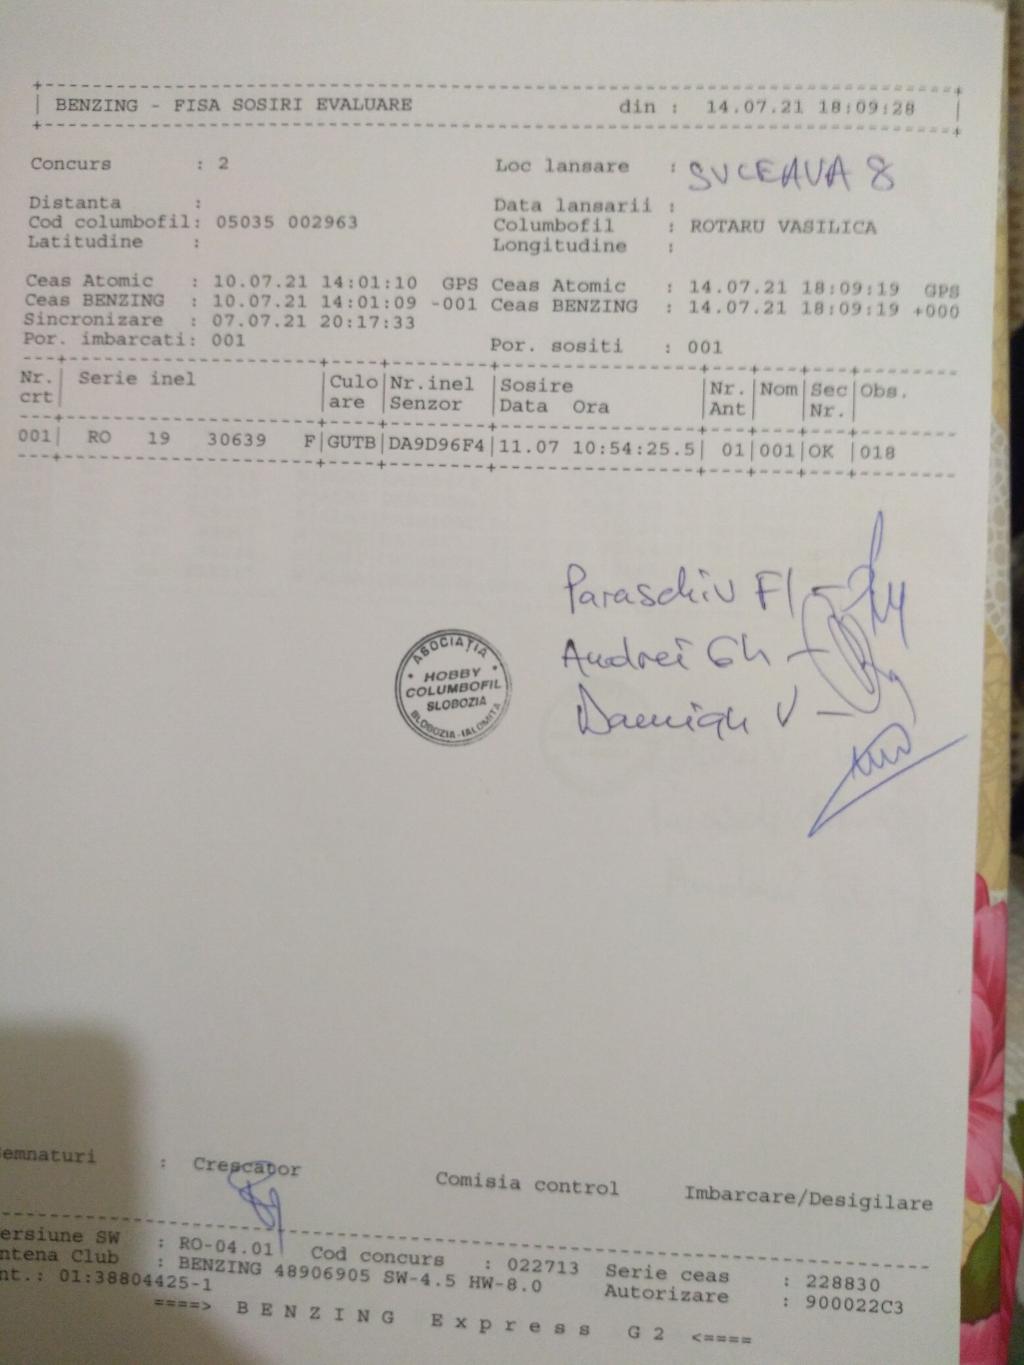 BENZING - FISA SOSIRI EVALUARE din : 14.07.21 18:09:28
Concurs : 2 Loc lansare : SUCEAVA 8
Distanta : Data lansarii :
Cod columbofil: 05035 002963 Columbofil : ROTARU VASILICA
Latitudine : Longitudine :
Ceas Atomic : 10.07.21 14:01:10 GPS Ceas Atomic : 14.07.21 18:09:19 GPS
Ceas BENZING : 10.07.21 14:01:09 -001 Ceas BENZING : 14.07.21 18:09:19 +000
Sincronizare : 07.07.21 20:17:33
Por. imbarcati: 001 Por. sositi : 001
Nr. | Serie inel |Culo |Nr.inel |Sosire |Nr. |Nom |Sec |Obs.
crt | |are |Senzor |Data Ora |Ant | |Nr. |
001| RO 19 30639 F|GUTB|DA9D96F4|11.07 10:54:25.5| 01|001|OK |018
Paraschiv Fl -
Andrei Gh -
Damian V -
ASOCIAŢIA
HOBBY
COLUMBOFIL
SLOBOZIA
SLOBOZIA-IALOMITA
emnaturi : Crescator Comisia control Imbarcare/Desigilare
ersiune SW : RO-04.01 Cod concurs : 022713 Serie ceas : 228830
ntena Club : BENZING 48906905 SW-4.5 HW-8.0 Autorizare : 900022C3
nt.: 01:38804425-1
====> B E N Z I N G E x p r e s s G 2 <====